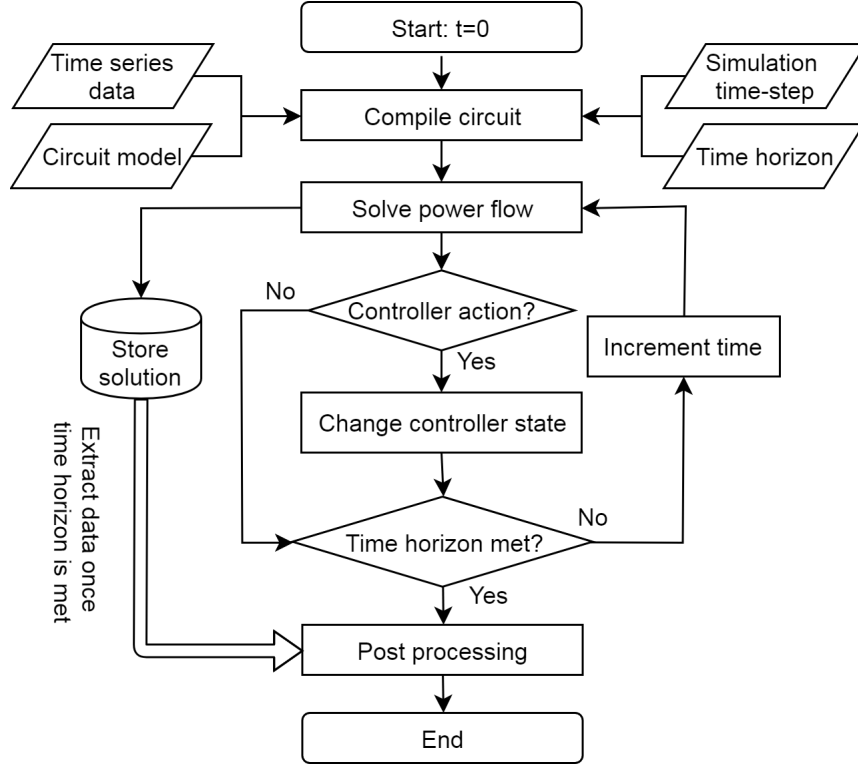 Start: t=0
Time series
data
Simulation
time-step
Compile circuit
Circuit model
Time horizon
Solve power flow
No
Controller action?
Yes
Store
solution
Increment time
Change controller state
Extract data once
time horizon is met
No
Time horizon met?
Yes
Post processing
End